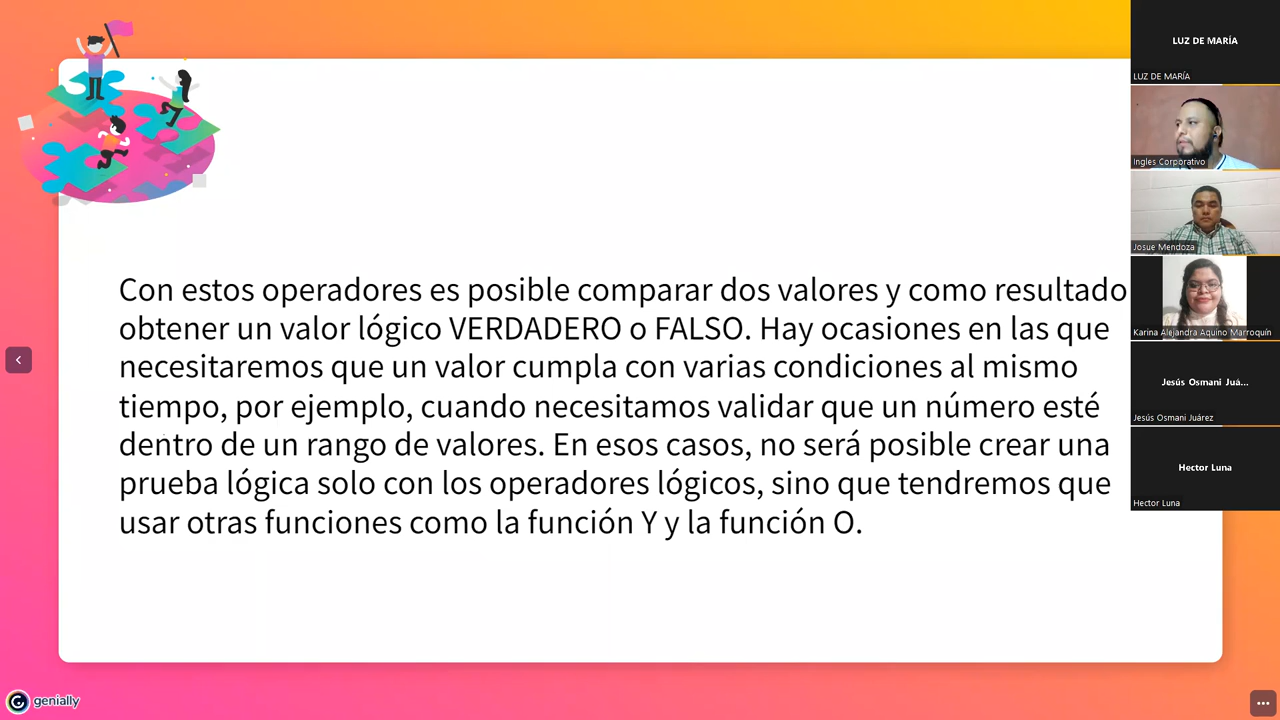 Con estos operadores es posible comparar dos valores y como resultado
obtener un valor lógico VERDADERO o FALSO. Hay ocasiones en las que
necesitaremos que un valor cumpla con varias condiciones al mismo
tiempo, por ejemplo, cuando necesitamos validar que un número esté
dentro de un rango de valores. En esos casos, no será posible crear una
prueba lógica solo con los operadores lógicos, sino que tendremos que
usar otras funciones como la función Y y la función O.
LUZ DE MARÍA
LUZ DE MARÍA
Ingles Corporativo
Josue Mendoza
Karina Alejandra Aquino Marroquín
Jesús Osmani Juá...
Jesús Osmani Juárez
Hector Luna
Hector Luna
genially